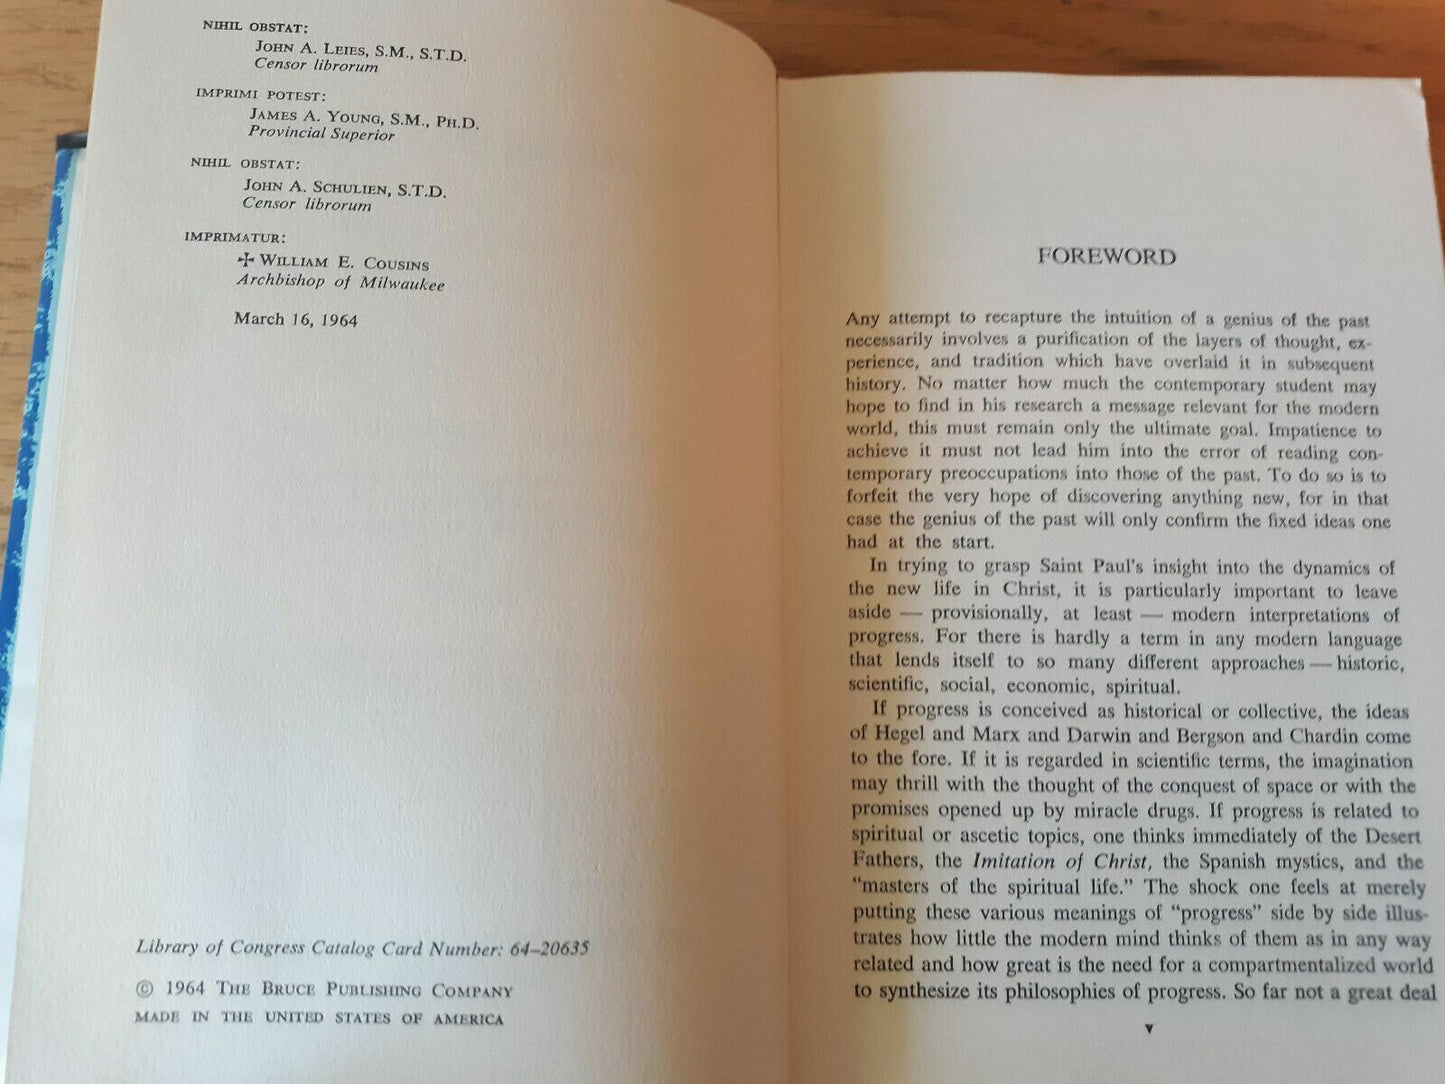 NIHIL OBSTAT:
JOHN A. LEIES, S.M., S.T.D.
Censor librorum
IMPRIMI POTEST:
JAMES A. YOUNG, S.M., PH.D.
Provincial Superior
NIHIL OBSTAT:
JOHN A. SCHULIEN, S.T.D.
Censor librorum
IMPRIMATUR:
✠ WILLIAM E. COUSINS
Archbishop of Milwaukee
March 16, 1964
Library of Congress Catalog Card Number: 64–20635
© 1964 THE BRUCE PUBLISHING COMPANY
MADE IN THE UNITED STATES OF AMERICA
FOREWORD
Any attempt to recapture the intuition of a genius of the past
necessarily involves a purification of the layers of thought, ex-
perience, and tradition which have overlaid it in subsequent
history. No matter how much the contemporary student may
hope to find in his research a message relevant for the modern
world, this must remain only the ultimate goal. Impatience to
achieve it must not lead him into the error of reading con-
temporary preoccupations into those of the past. To do so is to
forfeit the very hope of discovering anything new, for in that
case the genius of the past will only confirm the fixed ideas one
had at the start.
In trying to grasp Saint Paul's insight into the dynamics of
the new life in Christ, it is particularly important to leave
aside — provisionally, at least — modern interpretations of
progress. For there is hardly a term in any modern language
that lends itself to so many different approaches — historic,
scientific, social, economic, spiritual.
If progress is conceived as historical or collective, the ideas
of Hegel and Marx and Darwin and Bergson and Chardin come
to the fore. If it is regarded in scientific terms, the imagination
may thrill with the thought of the conquest of space or with the
promises opened up by miracle drugs. If progress is related to
spiritual or ascetic topics, one thinks immediately of the Desert
Fathers, the Imitation of Christ, the Spanish mystics, and the
"masters of the spiritual life." The shock one feels at merely
putting these various meanings of "progress" side by side illus-
trates how little the modern mind thinks of them as in any way
related and how great is the need for a compartmentalized world
to synthesize its philosophies of progress. So far not a great deal
v